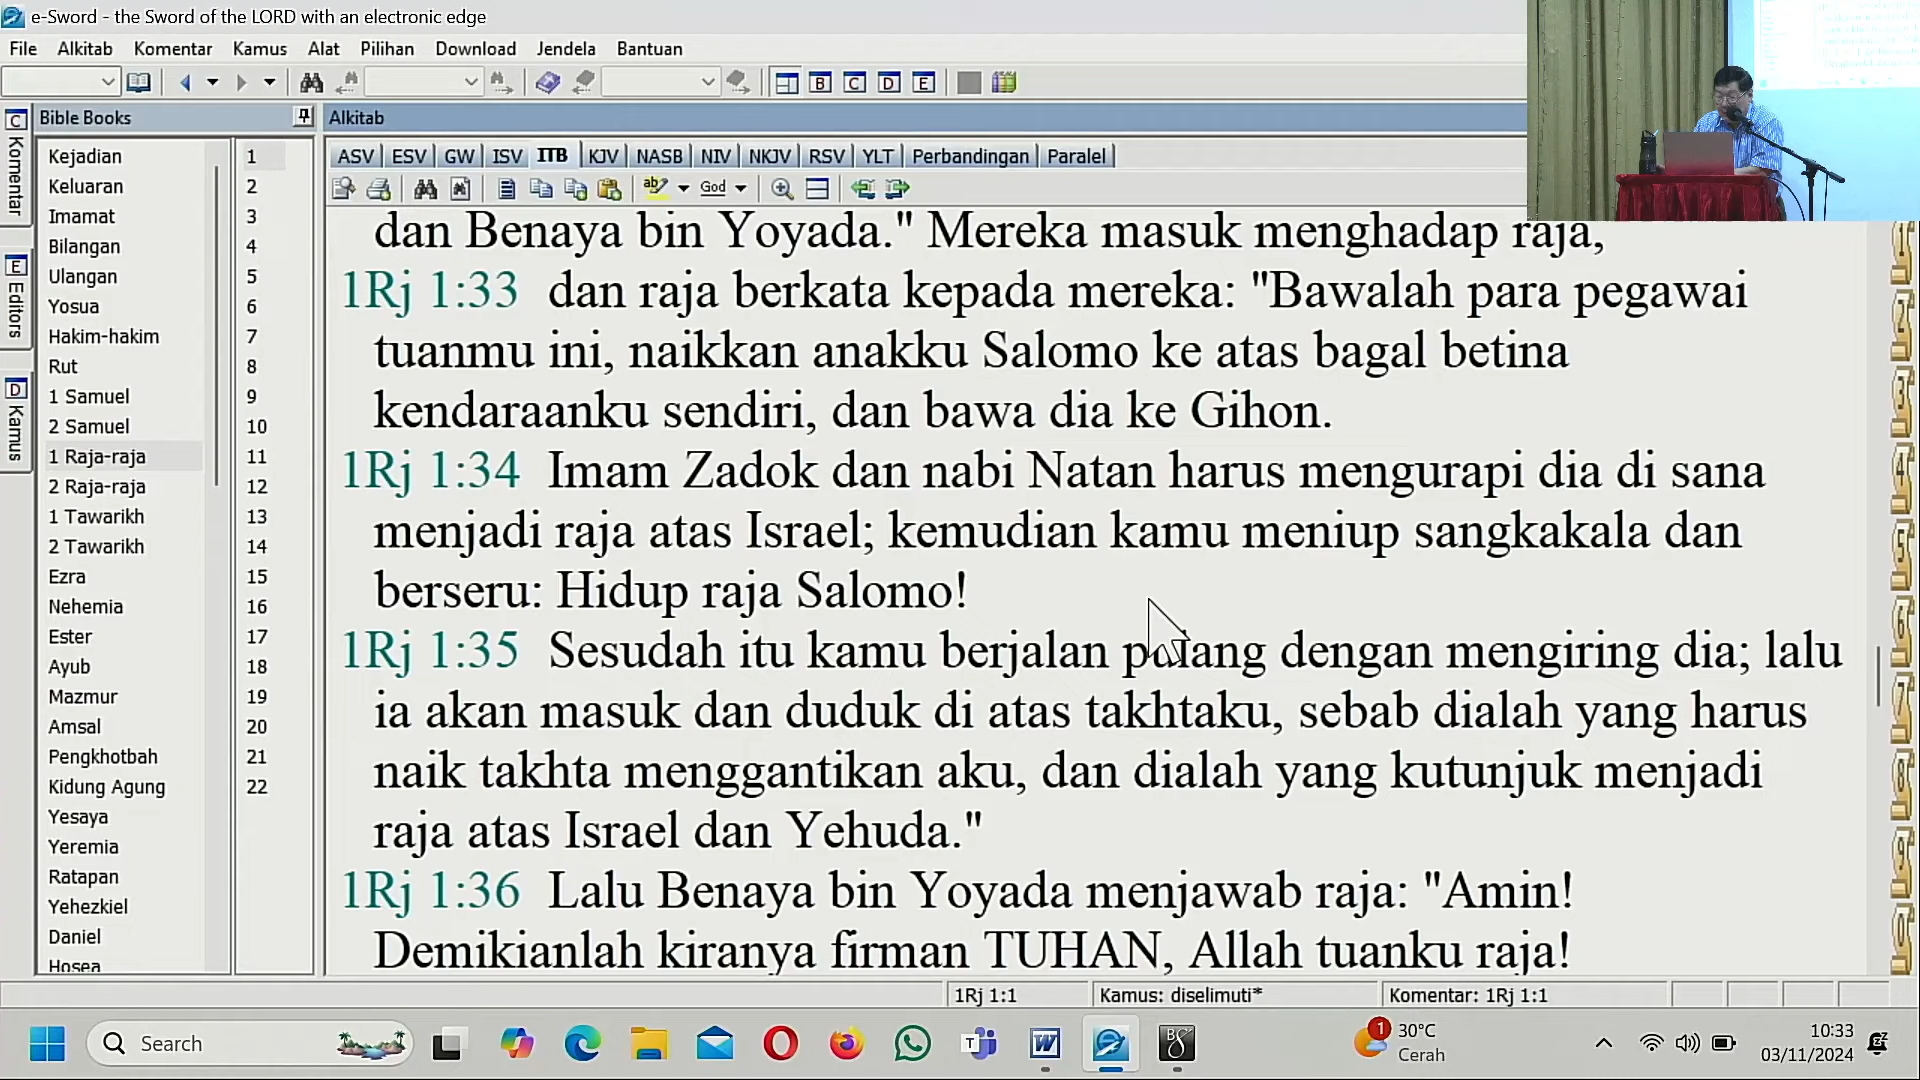 e-Sword - the Sword of the LORD with an electronic edge
File Alkitab Komentar Kamus Alat Pilihan Download Jendela Bantuan
B C D E
C Komentar
E Editors
D Kamus
Bible Books
Kejadian
Keluaran
Imamat
Bilangan
Ulangan
Yosua
Hakim-hakim
Rut
1 Samuel
2 Samuel
1 Raja-raja
2 Raja-raja
1 Tawarikh
2 Tawarikh
Ezra
Nehemia
Ester
Ayub
Mazmur
Amsal
Pengkhotbah
Kidung Agung
Yesaya
Yeremia
Ratapan
Yehezkiel
Daniel
Hosea
1
2
3
4
5
6
7
8
9
10
11
12
13
14
15
16
17
18
19
20
21
22
Alkitab
ASV ESV GW ISV ITB KJV NASB NIV NKJV RSV YLT Perbandingan Paralel
ab God
dan Benaya bin Yoyada." Mereka masuk menghadap raja,
1Rj 1:33 dan raja berkata kepada mereka: "Bawalah para pegawai
tuanmu ini, naikkan anakku Salomo ke atas bagal betina
kendaraanku sendiri, dan bawa dia ke Gihon.
1Rj 1:34 Imam Zadok dan nabi Natan harus mengurapi dia di sana
menjadi raja atas Israel; kemudian kamu meniup sangkakala dan
berseru: Hidup raja Salomo!
1Rj 1:35 Sesudah itu kamu berjalan pulang dengan mengiring dia; lalu
ia akan masuk dan duduk di atas takhtaku, sebab dialah yang harus
naik takhta menggantikan aku, dan dialah yang kutunjuk menjadi
raja atas Israel dan Yehuda."
1Rj 1:36 Lalu Benaya bin Yoyada menjawab raja: "Amin!
Demikianlah kiranya firman TUHAN, Allah tuanku raja!
1Rj 1:1 Kamus: diselimuti* Komentar: 1Rj 1:1
Search
1 30°C
Cerah
10:33
03/11/2024